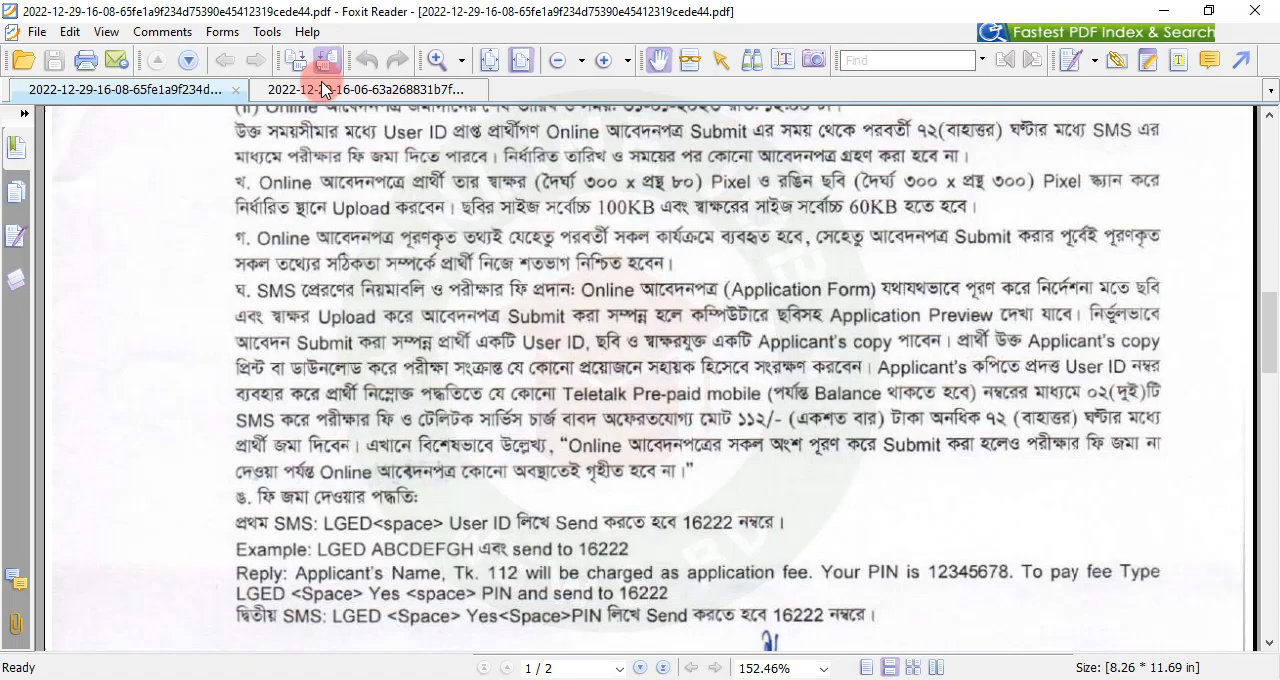 2022-12-29-16-08-65fe1a9f234d75390e45412319cede44.pdf - Foxit Reader - [2022-12-29-16-08-65fe1a9f234d75390e45412319cede44.pdf]
File Edit View Comments Forms Tools Help
Fastest PDF Index & Search
Find
2022-12-29-16-08-65fe1a9f234d... 2022-12-29-16-06-63a268831b7f...
(ii) Online আবেদনপত্র জমাদানের শেষ তারিখ ও সময়:
উক্ত সময়সীমার মধ্যে User ID প্রাপ্ত প্রার্থীগণ Online আবেদনপত্র Submit এর সময় থেকে পরবর্তী ৭২(বাহাত্তর) ঘণ্টার মধ্যে SMS এর
মাধ্যমে পরীক্ষার ফি জমা দিতে পারবে। নির্ধারিত তারিখ ও সময়ের পর কোনো আবেদনপত্র গ্রহণ করা হবে না।
খ. Online আবেদনপত্রে প্রার্থী তার স্বাক্ষর (দৈর্ঘ্য ৩০০ x প্রস্থ ৮০) Pixel ও রঙিন ছবি (দৈর্ঘ্য ৩০০ x প্রস্থ ৩০০) Pixel স্ক্যান করে
নির্ধারিত স্থানে Upload করবেন। ছবির সাইজ সর্বোচ্চ 100KB এবং স্বাক্ষরের সাইজ সর্বোচ্চ 60KB হতে হবে।
গ. Online আবেদনপত্র পূরণকৃত তথ্যই যেহেতু পরবর্তী সকল কার্যক্রমে ব্যবহৃত হবে, সেহেতু আবেদনপত্র Submit করার পূর্বেই পূরণকৃত
সকল তথ্যের সঠিকতা সম্পর্কে প্রার্থী নিজে শতভাগ নিশ্চিত হবেন।
ঘ. SMS প্রেরণের নিয়মাবলি ও পরীক্ষার ফি প্রদান: Online আবেদনপত্র (Application Form) যথাযথভাবে পূরণ করে নির্দেশনা মতে ছবি
এবং স্বাক্ষর Upload করে আবেদনপত্র Submit করা সম্পন্ন হলে কম্পিউটারে ছবিসহ Application Preview দেখা যাবে। নির্ভুলভাবে
আবেদন Submit করা সম্পন্ন প্রার্থী একটি User ID, ছবি ও স্বাক্ষরযুক্ত একটি Applicant's copy পাবেন। প্রার্থী উক্ত Applicant's copy
প্রিন্ট বা ডাউনলোড করে পরীক্ষা সংক্রান্ত যে কোনো প্রয়োজনে সহায়ক হিসেবে সংরক্ষণ করবেন। Applicant's কপিতে প্রদত্ত User ID নম্বর
ব্যবহার করে প্রার্থী নিম্নোক্ত পদ্ধতিতে যে কোনো Teletalk Pre-paid mobile (পর্যাপ্ত Balance থাকতে হবে) নম্বরের মাধ্যমে ০২(দুই)টি
SMS করে পরীক্ষার ফি ও টেলিটক সার্ভিস চার্জ বাবদ অফেরতযোগ্য মোট ১১২/- (একশত বার) টাকা অনধিক ৭২ (বাহাত্তর) ঘণ্টার মধ্যে
প্রার্থী জমা দিবেন। এখানে বিশেষভাবে উল্লেখ্য, "Online আবেদনপত্রের সকল অংশ পূরণ করে Submit করা হলেও পরীক্ষার ফি জমা না
দেওয়া পর্যন্ত Online আবেদনপত্র কোনো অবস্থাতেই গৃহীত হবে না।"
ঙ. ফি জমা দেওয়ার পদ্ধতি:
প্রথম SMS: LGED<space> User ID লিখে Send করতে হবে 16222 নম্বরে।
Example: LGED ABCDEFGH এবং send to 16222
Reply: Applicant's Name, Tk. 112 will be charged as application fee. Your PIN is 12345678. To pay fee Type
LGED <Space> Yes <space> PIN and send to 16222
দ্বিতীয় SMS: LGED <Space> Yes<Space>PIN লিখে Send করতে হবে 16222 নম্বরে।
Ready 1 / 2 152.46% Size: [8.26 * 11.69 in]